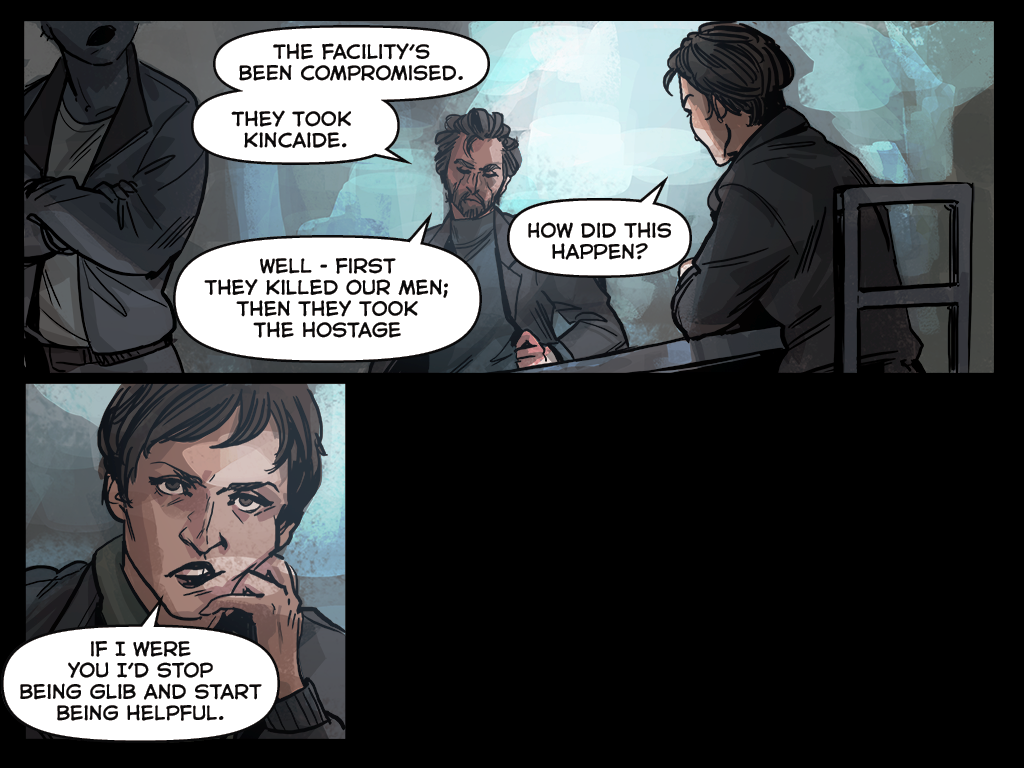 THE FACILITY'S
BEEN COMPROMISED.
THEY TOOK
KINCAIDE.
HOW DID THIS
HAPPEN?
WELL - FIRST
THEY KILLED OUR MEN;
THEN THEY TOOK
THE HOSTAGE
IF I WERE
YOU I'D STOP
BEING GLIB AND START
BEING HELPFUL.